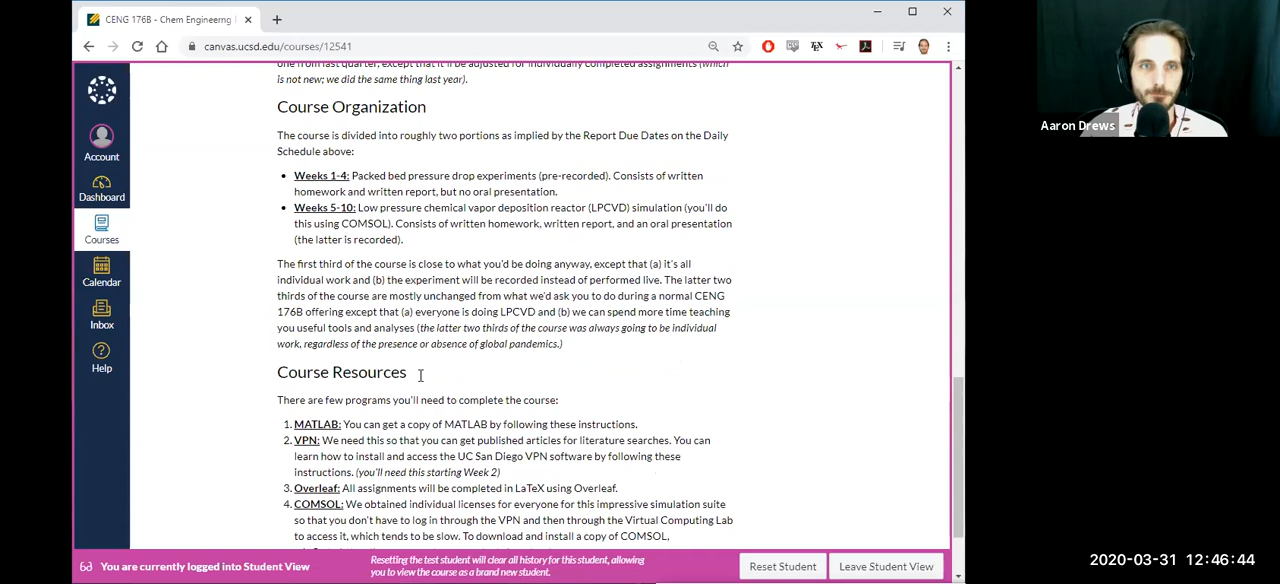 CENG 176B - Chem Engineerng
canvas.ucsd.edu/courses/12541
Aaron Drews
Account
Dashboard
Courses
Calendar
Inbox
Help
one from last quarter, except that it'll be adjusted for individually completed assignments (which
is not new; we did the same thing last year).
Course Organization
The course is divided into roughly two portions as implied by the Report Due Dates on the Daily
Schedule above:
• Weeks 1-4: Packed bed pressure drop experiments (pre-recorded). Consists of written
homework and written report, but no oral presentation.
• Weeks 5-10: Low pressure chemical vapor deposition reactor (LPCVD) simulation (you'll do
this using COMSOL). Consists of written homework, written report, and an oral presentation
(the latter is recorded).
The first third of the course is close to what you'd be doing anyway, except that (a) it's all
individual work and (b) the experiment will be recorded instead of performed live. The latter two
thirds of the course are mostly unchanged from what we'd ask you to do during a normal CENG
176B offering except that (a) everyone is doing LPCVD and (b) we can spend more time teaching
you useful tools and analyses (the latter two thirds of the course was always going to be individual
work, regardless of the presence or absence of global pandemics.)
Course Resources
There are few programs you'll need to complete the course:
1. MATLAB: You can get a copy of MATLAB by following these instructions.
2. VPN: We need this so that you can get published articles for literature searches. You can
learn how to install and access the UC San Diego VPN software by following these
instructions. (you'll need this starting Week 2)
3. Overleaf: All assignments will be completed in LaTeX using Overleaf.
4. COMSOL: We obtained individual licenses for everyone for this impressive simulation suite
so that you don't have to log in through the VPN and then through the Virtual Computing Lab
to access it, which tends to be slow. To download and install a copy of COMSOL,
You are currently logged into Student View
Resetting the test student will clear all history for this student, allowing
you to view the course as a brand new student.
Reset Student
Leave Student View
2020-03-31 12:46:44